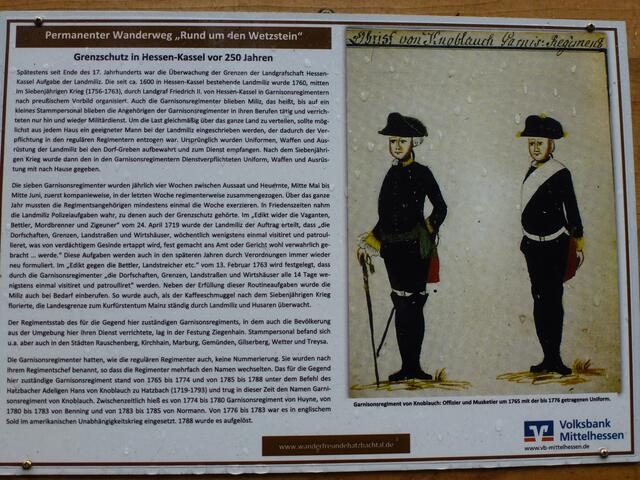 Permanenter Wanderweg „Rund um den Wetzstein"
Grenzschutz in Hessen-Kassel vor 250 Jahren
Spätestens seit Ende des 17. Jahrhunderts war die Überwachung der Grenzen der Landgrafschaft Hessen-
Kassel Aufgabe der Landmiliz. Die seit ca. 1600 in Hessen-Kassel bestehende Landmiliz wurde 1760, mitten
im Siebenjährigen Krieg (1756-1763), durch Landgraf Friedrich II. von Hessen-Kassel in Garnisonsregimentern
nach preußischem Vorbild organisiert. Auch die Garnisonsregimenter blieben Miliz, das heißt, bis auf ein
kleines Stammpersonal blieben die Angehörigen der Garnisonsregimenter in ihren Berufen tätig und verrich-
teten nur hin und wieder Militärdienst. Um die Last gleichmäßig über das ganze Land zu verteilen, sollte mög-
lichst aus jedem Haus ein geeigneter Mann bei der Landmiliz eingeschrieben werden, der dadurch der Ver-
pflichtung in den regulären Regimentern entzogen war. Ursprünglich wurden Uniformen, Waffen und Aus-
rüstung der Landmiliz bei den Dorf-Greben aufbewahrt und zum Dienst empfangen. Nach dem Siebenjähri-
gen Krieg wurde dann den in den Garnisonsregimentern Dienstverpflichteten Uniform, Waffen und Ausrüs-
tung mit nach Hause gegeben.
Die sieben Garnisonsregimenter wurden jährlich vier Wochen zwischen Aussaat und Heuernte, Mitte Mai bis
Mitte Juni, zuerst kompanieweise, in der letzten Woche regimenterweise zusammengezogen. Über das ganze
Jahr mussten die Regimentsangehörigen mindestens einmal die Woche exerzieren. In Friedenszeiten nahm
die Landmiliz Polizeiaufgaben wahr, zu denen auch der Grenzschutz gehörte. Im „Edikt wider die Vaganten,
Bettler, Mordbrenner und Zigeuner" vom 24. April 1719 wurde der Landmiliz der Auftrag erteilt, dass „die
Dorfschaften, Grenzen, Landstraßen und Wirtshäuser, wöchentlich wenigstens einmal visitiret und patroul-
lieret, was von verdächtigem Gesinde ertappt wird, fest gemacht ans Amt oder Gericht wohl verwahrlich ge-
bracht ... werde." Diese Aufgaben werden auch in den späteren Jahren durch Verordnungen immer wieder
neu formuliert. Im „Edikt gegen die Bettler, Landstreicher etc." vom 13. Februar 1763 wird festgelegt, dass
durch die Garnisonsregimenter „die Dorfschaften, Grenzen, Landstraßen und Wirtshäuser alle 14 Tage we-
nigstens einmal visitiret und patroulliret" werden. Neben der Erfüllung dieser Routineaufgaben wurde die
Miliz auch bei Bedarf einberufen. So wurde auch, als der Kaffeeschmuggel nach dem Siebenjährigen Krieg
florierte, die Landesgrenze zum Kurfürstentum Mainz ständig durch Landmiliz und Husaren überwacht.
Der Regimentsstab des für die Gegend hier zuständigen Garnisonsregiments, in dem auch die Bevölkerung
aus der Umgebung hier ihren Dienst verrichtete, lag in der Festung Ziegenhain. Stammpersonal befand sich
u.a. aber auch in den Städten Rauschenberg, Kirchhain, Marburg, Gemünden, Gilserberg, Wetter und Treysa.
Die Garnisonsregimenter hatten, wie die regulären Regimenter auch, keine Nummerierung. Sie wurden nach
ihrem Regimentschef benannt, so dass die Regimenter mehrfach den Namen wechselten. Das für die Gegend
hier zuständige Garnisonsregiment stand von 1765 bis 1774 und von 1785 bis 1788 unter dem Befehl des
Hatzbacher Adeligen Hans von Knoblauch zu Hatzbach (1719-1793) und trug in dieser Zeit den Namen Garni-
sonsregiment von Knoblauch. Zwischenzeitlich hieß es von 1774 bis 1780 Garnisonsregiment von Huyne, von
1780 bis 1783 von Benning und von 1783 bis 1785 von Normann. Von 1776 bis 1783 war es in englischem
Sold im amerikanischen Unabhängigkeitskrieg eingesetzt. 1788 wurde es aufgelöst.
Obrist von Knoblauch Garnis: Regiment
Garnisonsregiment von Knoblauch: Offizier und Musketier um 1765 mit der bis 1776 getragenen Uniform.
www.wanderfreundehatzbachtal.de
Volksbank
Mittelhessen
www.vb-mittelhessen.de